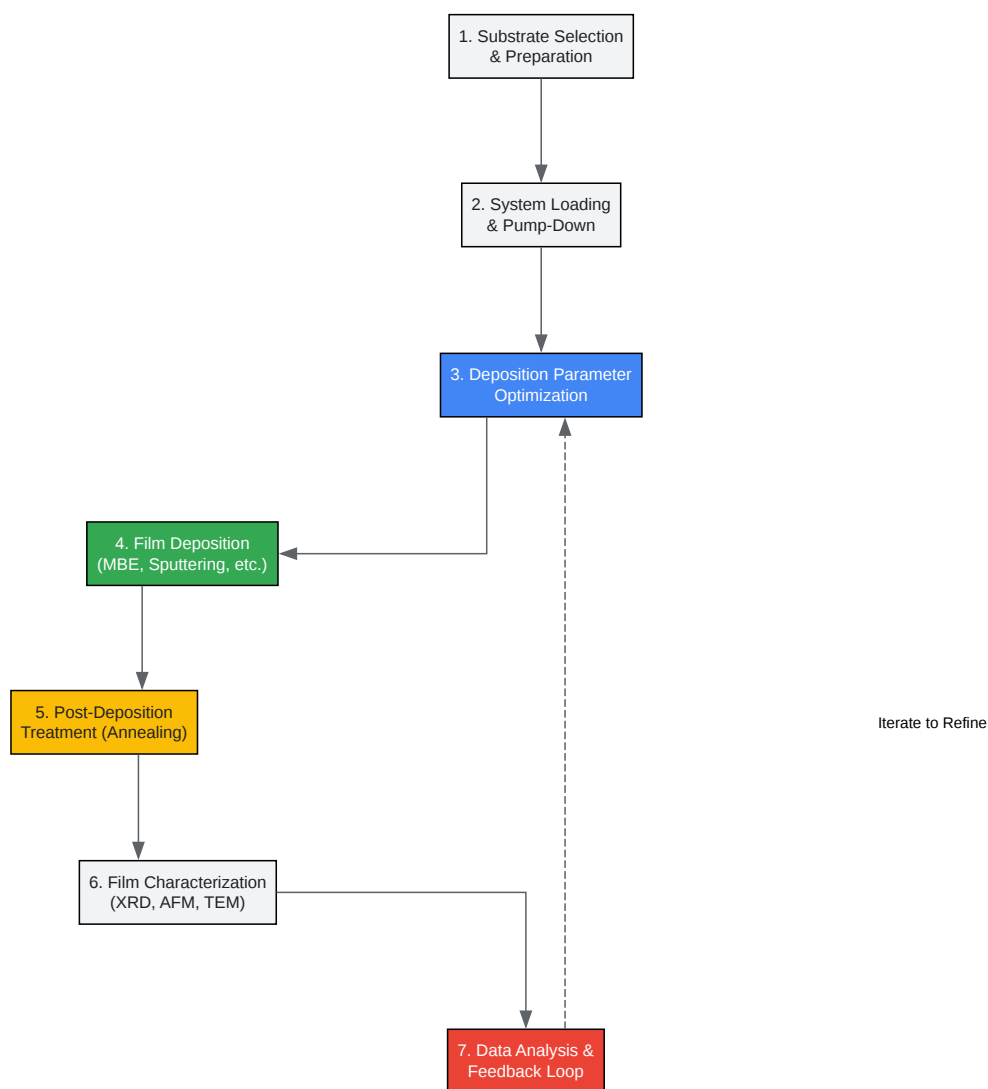 1. Substrate Selection
& Preparation
2. System Loading
& Pump-Down
3. Deposition Parameter
Optimization
4. Film Deposition
(MBE, Sputtering, etc.)
5. Post-Deposition
Treatment (Annealing)
Iterate to Refine
6. Film Characterization
(XRD, AFM, TEM)
7. Data Analysis &
Feedback Loop